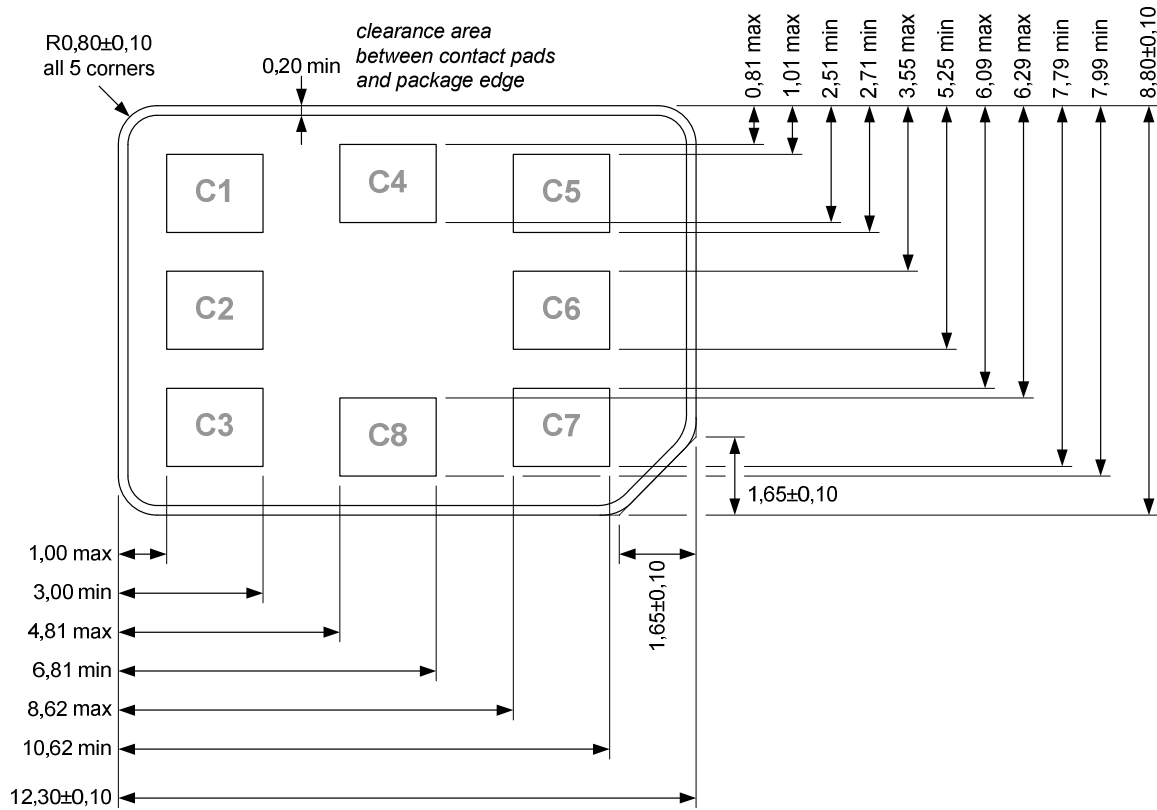 R0,80±0,10
all 5 corners
0,20 min
clearance area
between contact pads
and package edge
0,81 max
1,01 max
2,51 min
2,71 min
3,55 max
5,25 min
6,09 max
6,29 max
7,79 min
7,99 min
8,80±0,10
C1
C4
C5
C2
C6
C3
C8
C7
1,65±0,10
1,65±0,10
1,00 max
3,00 min
4,81 max
6,81 min
8,62 max
10,62 min
12,30±0,10